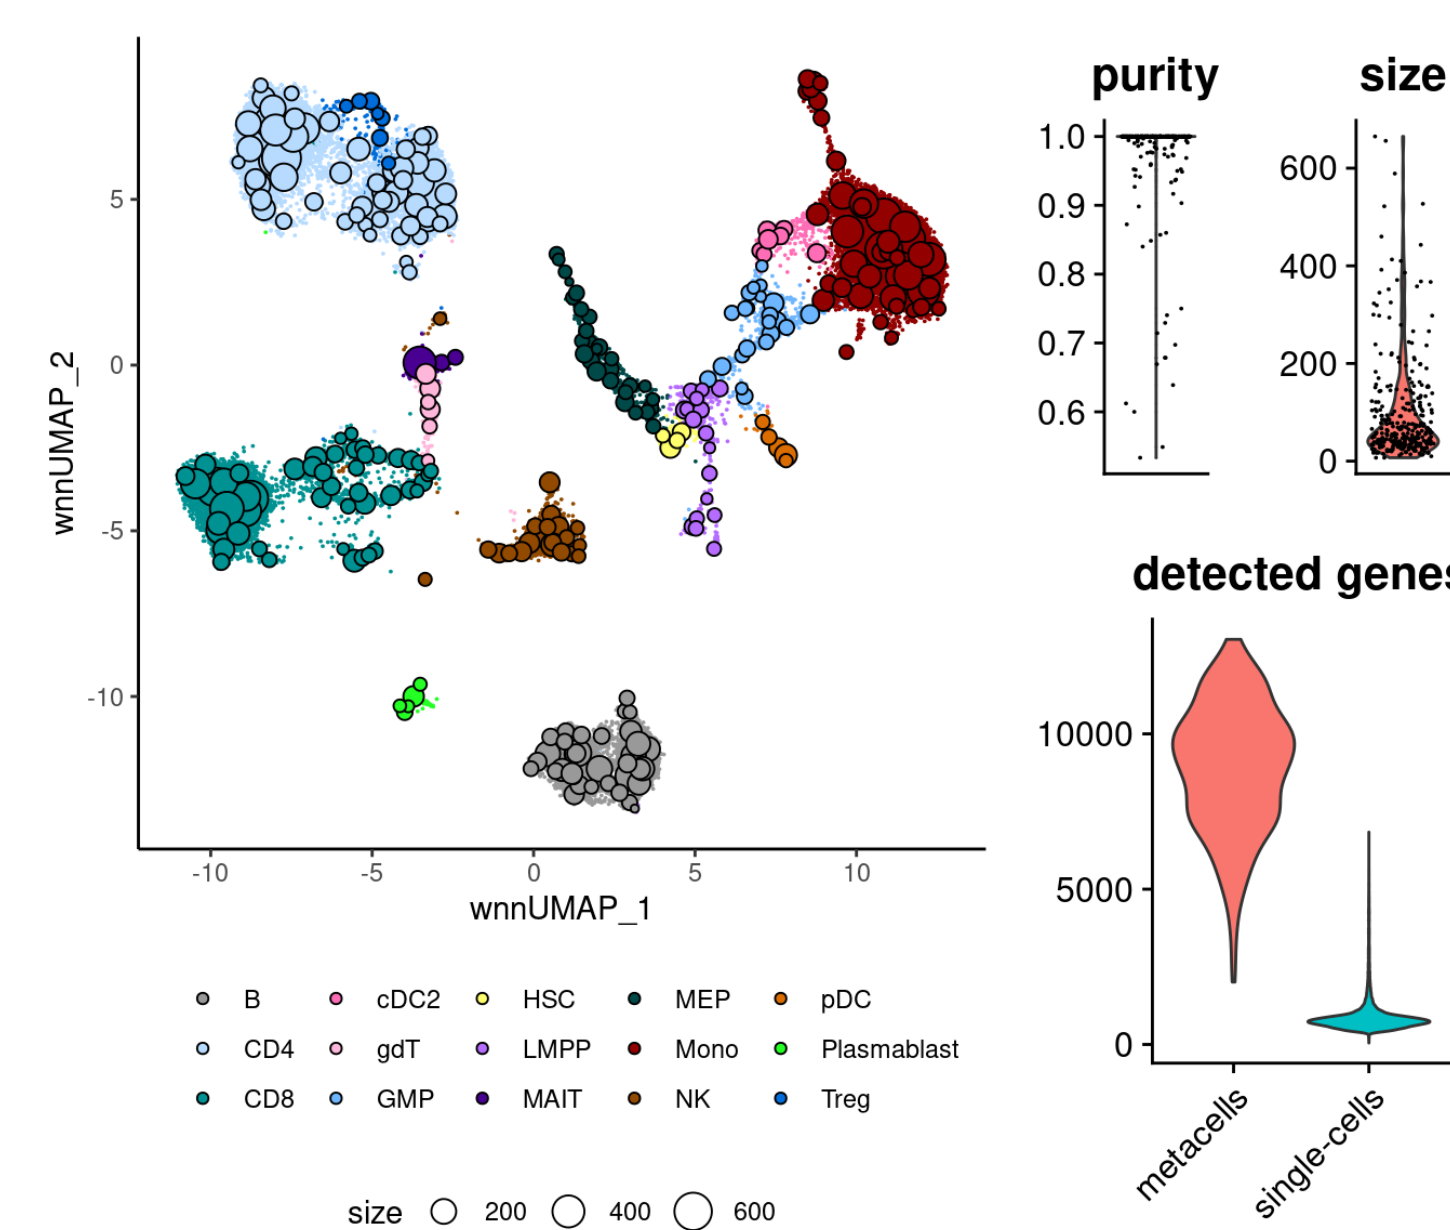 purity
size
1.0
0.9
0.8
0.7
0.6
600
400
200
0
5
0
-5
-10
wnnUMAP_2
-10
-5
0
5
10
wnnUMAP_1
detected genes
10000
5000
0
metacells
single-cells
B
cDC2
HSC
MEP
pDC
CD4
gdT
LMPP
Mono
Plasmablast
CD8
GMP
MAIT
NK
Treg
size
200
400
600